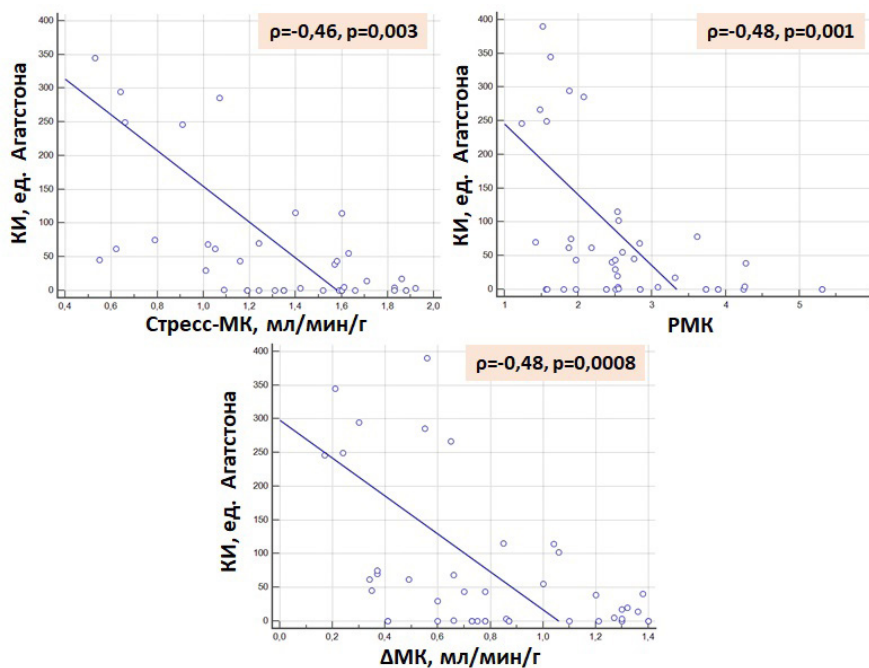 ρ=-0,46, p=0,003
КИ, ед. Агатстона
400
350
300
250
200
150
100
50
0
0,4 0,6 0,8 1,0 1,2 1,4 1,6 1,8 2,0
Стресс-МК, мл/мин/г
ρ=-0,48, p=0,001
КИ, ед. Агатстона
400
350
300
250
200
150
100
50
0
1 2 3 4 5
РМК
ρ=-0,48, p=0,0008
КИ, ед. Агатстона
400
350
300
250
200
150
100
50
0
0,0 0,2 0,4 0,6 0,8 1,0 1,2 1,4
ΔМК, мл/мин/г